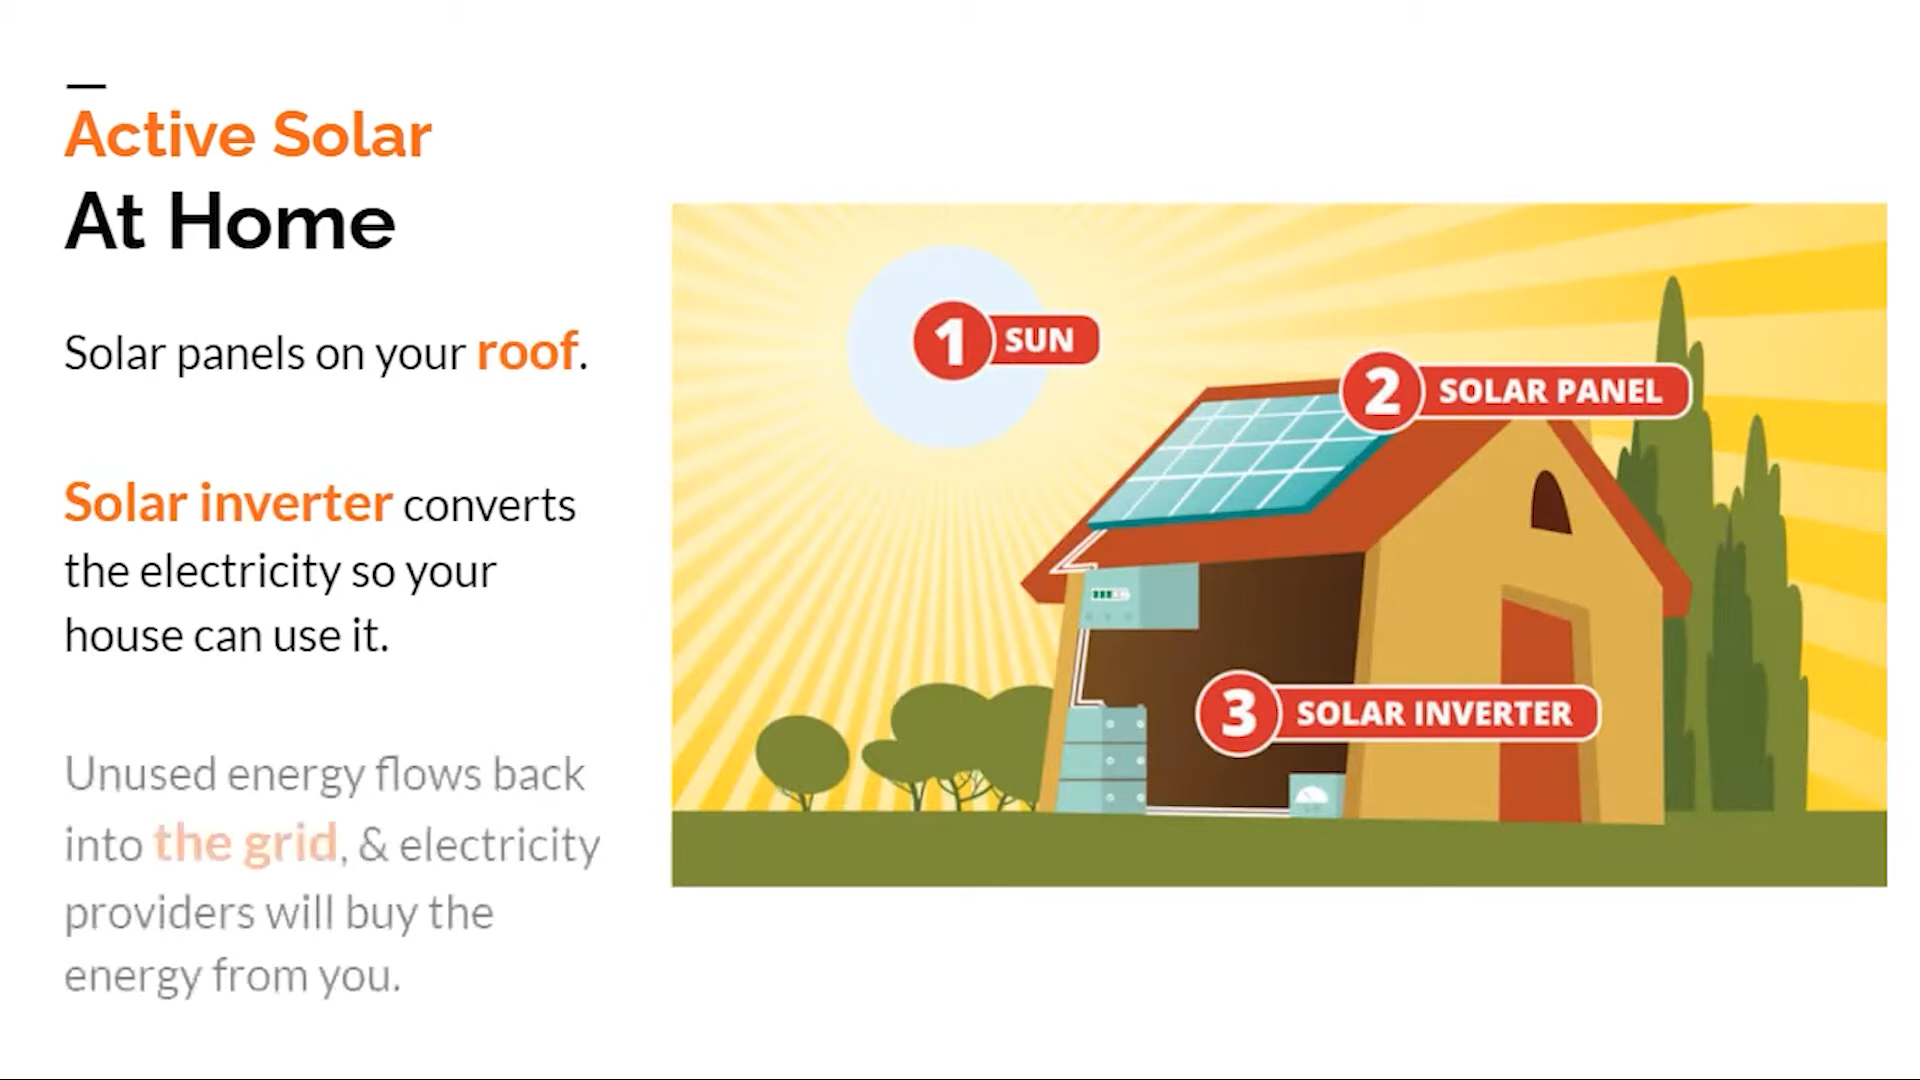 Active Solar
At Home
Solar panels on your roof.
Solar inverter converts
the electricity so your
house can use it.
Unused energy flows back
into the grid, & electricity
providers will buy the
energy from you.
1 SUN
2 SOLAR PANEL
3 SOLAR INVERTER